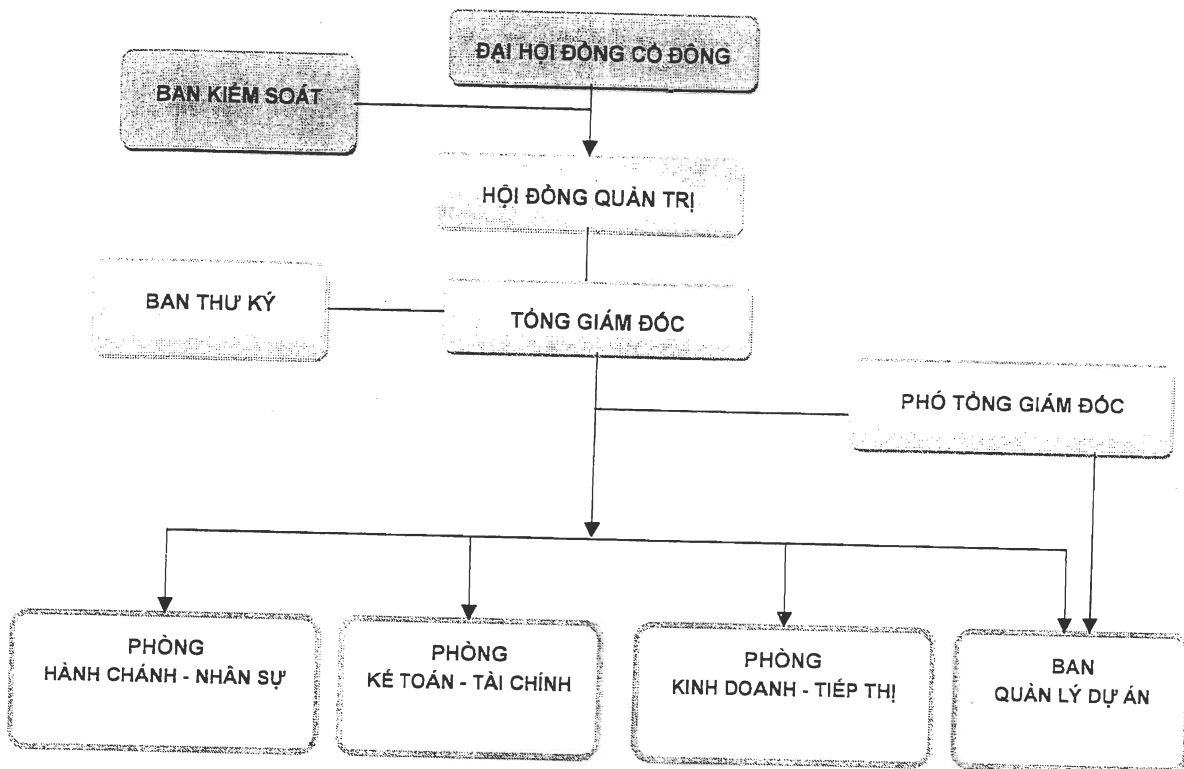 ĐẠI HỘI ĐỒNG CỔ ĐÔNG
BAN KIỂM SOÁT
HỘI ĐỒNG QUẢN TRỊ
BAN THƯ KÝ
TỔNG GIÁM ĐỐC
PHÓ TỔNG GIÁM ĐỐC
PHÒNG
HÀNH CHÁNH - NHÂN SỰ
PHÒNG
KẾ TOÁN - TÀI CHÍNH
PHÒNG
KINH DOANH - TIẾP THỊ
BAN
QUẢN LÝ DỰ ÁN